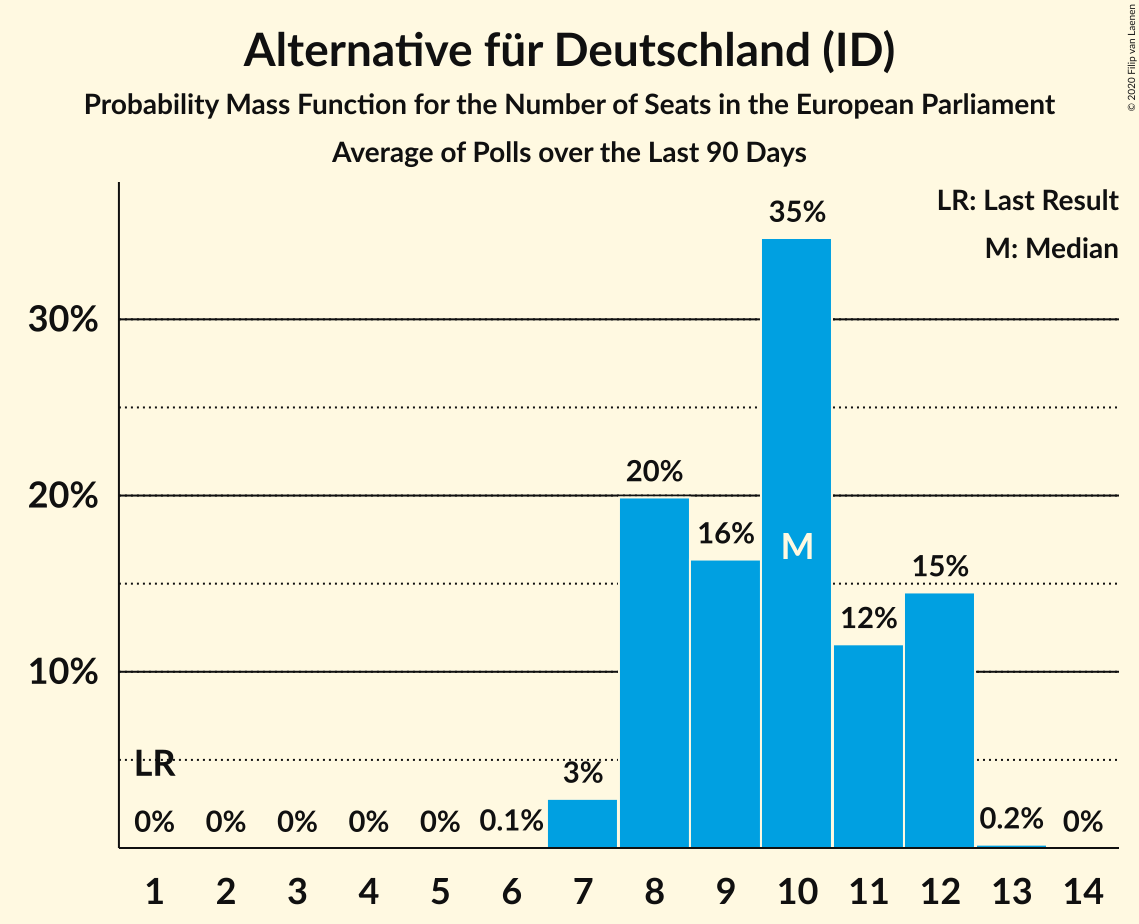 Alternative für Deutschland (ID)
Probability Mass Function for the Number of Seats in the European Parliament
Average of Polls over the Last 90 Days
© 2020 Filip van Laenen
LR: Last Result
M: Median
35%
30%
20%
20%
16%
M
15%
12%
10%
LR
3%
0% 0% 0% 0% 0% 0.1% 0.2% 0%
1 2 3 4 5 6 7 8 9 10 11 12 13 14